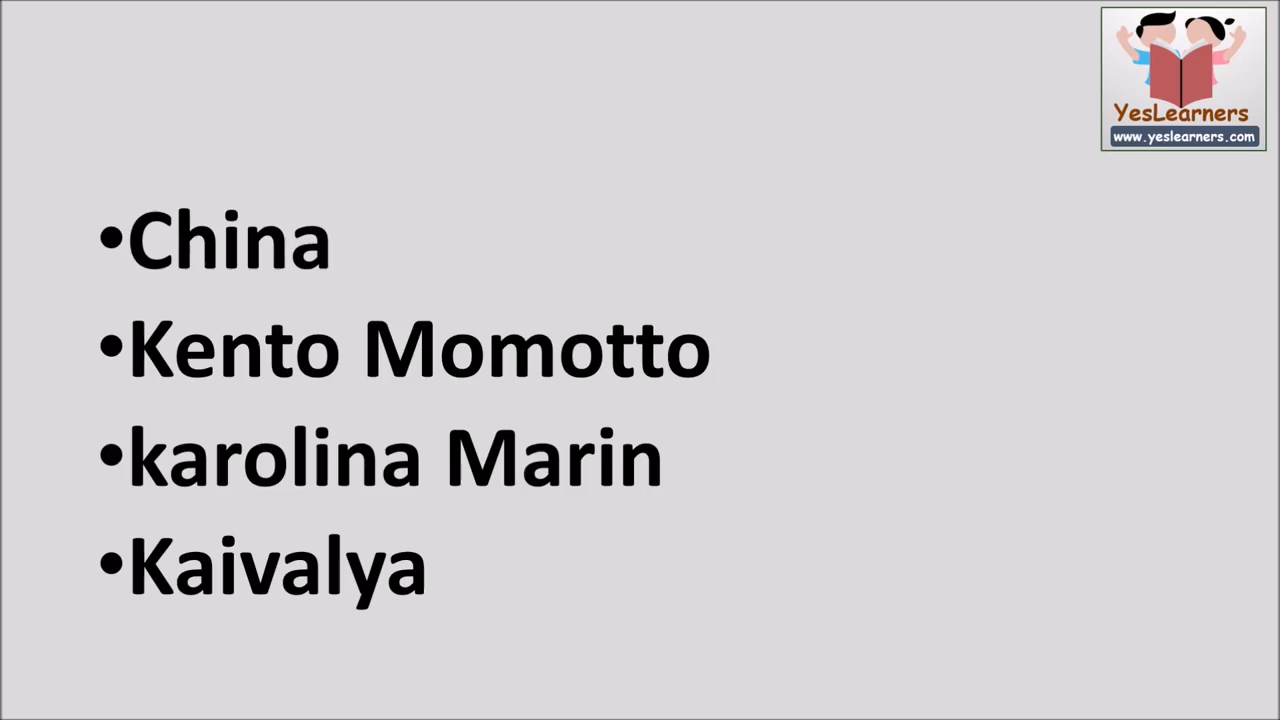 YesLearners
www.yeslearners.com
•China
•Kento Momotto
•karolina Marin
•Kaivalya